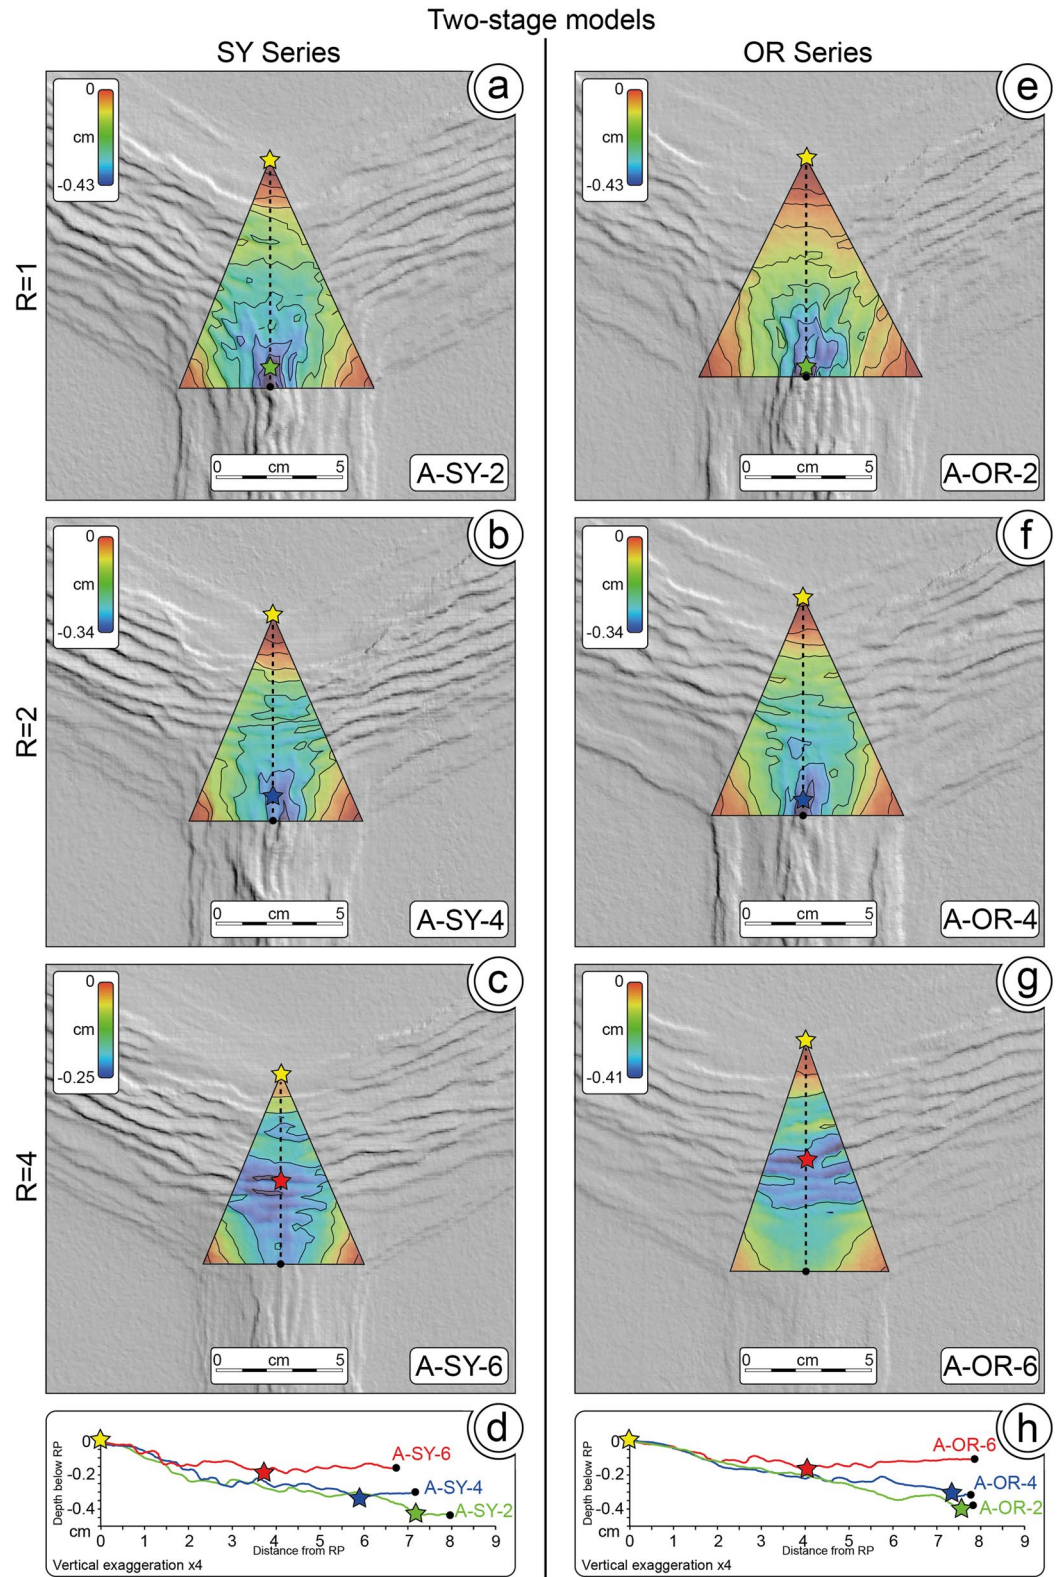 Two-stage models
SY Series
OR Series
R=1
0
cm
-0.43
a
0 cm 5
A-SY-2
0
cm
-0.43
e
0 cm 5
A-OR-2
R=2
0
cm
-0.34
b
0 cm 5
A-SY-4
0
cm
-0.34
f
0 cm 5
A-OR-4
R=4
0
cm
-0.25
c
0 cm 5
A-SY-6
0
cm
-0.41
g
0 cm 5
A-OR-6
d
Depth below RP
0
-0.2
-0.4
cm
A-SY-6
A-SY-4
A-SY-2
0 1 2 3 4 5 6 7 8 9
Distance from RP
Vertical exaggeration x4
h
Depth below RP
0
-0.2
-0.4
cm
A-OR-6
A-OR-4
A-OR-2
0 1 2 3 4 5 6 7 8 9
Distance from RP
Vertical exaggeration x4